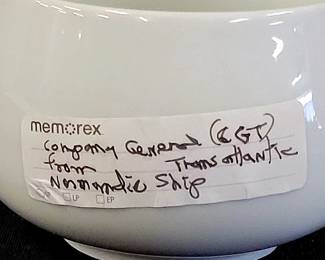 memorex
Company General (CGT)
from Transatlantic
Normandie Ship
LP EP